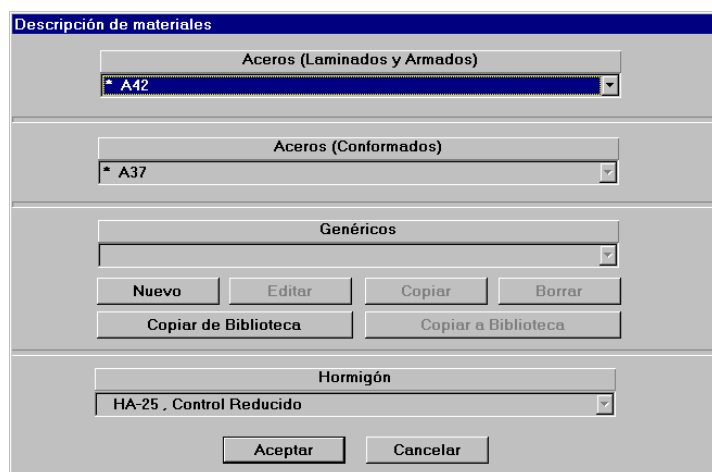 Descripción de materiales
Aceros (Laminados y Armados)
* A42
Aceros (Conformados)
* A37
Genéricos
Nuevo Editar Copiar Borrar
Copiar de Biblioteca Copiar a Biblioteca
Hormigón
HA-25 , Control Reducido
Aceptar Cancelar